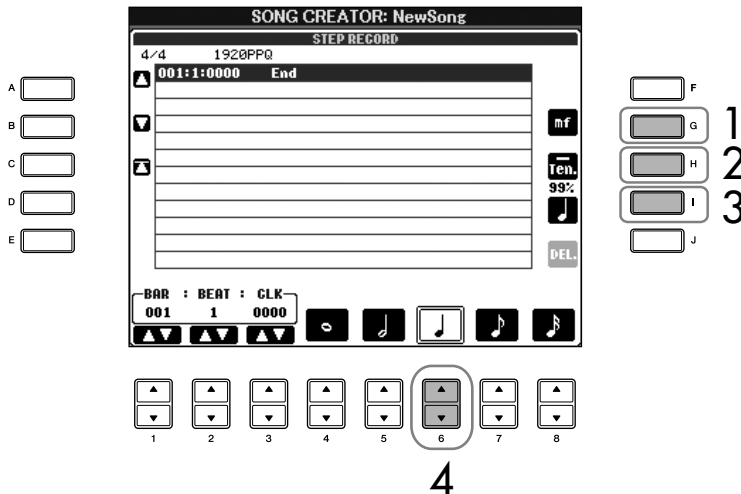 SONG CREATOR: NewSong
STEP RECORD
4/4 1920PPQ
001:1:0000 End
A
B
C
D
E
mf
Ten.
99%
DEL.
F
G 1
H 2
I 3
J
BAR : BEAT : CLK
001 1 0000
1 2 3 4 5 6 7 8
4